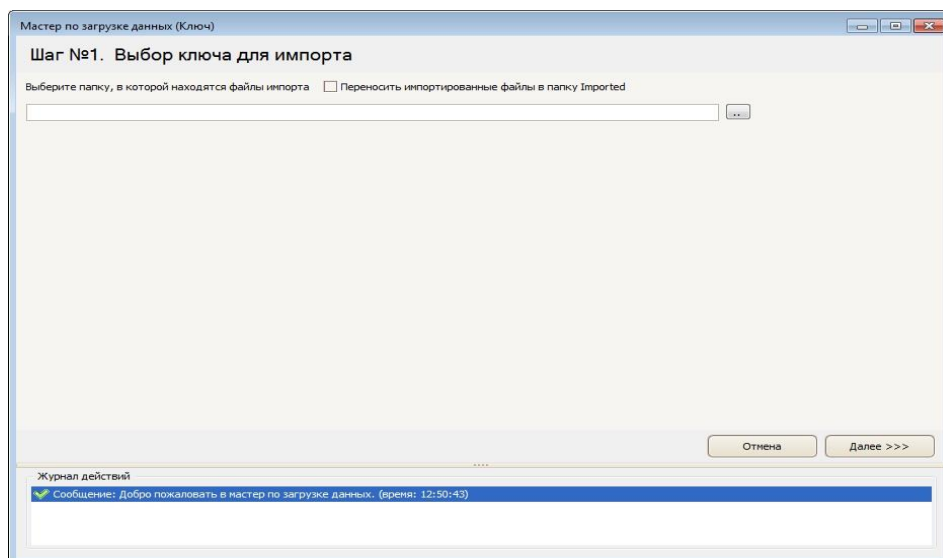 Мастер по загрузке данных (Ключ)
Шаг №1. Выбор ключа для импорта
Выберите папку, в которой находятся файлы импорта Переносить импортированные файлы в папку Imported
..
Отмена Далее >>>
Журнал действий
Сообщение: Добро пожаловать в мастер по загрузке данных. (время: 12:50:43)